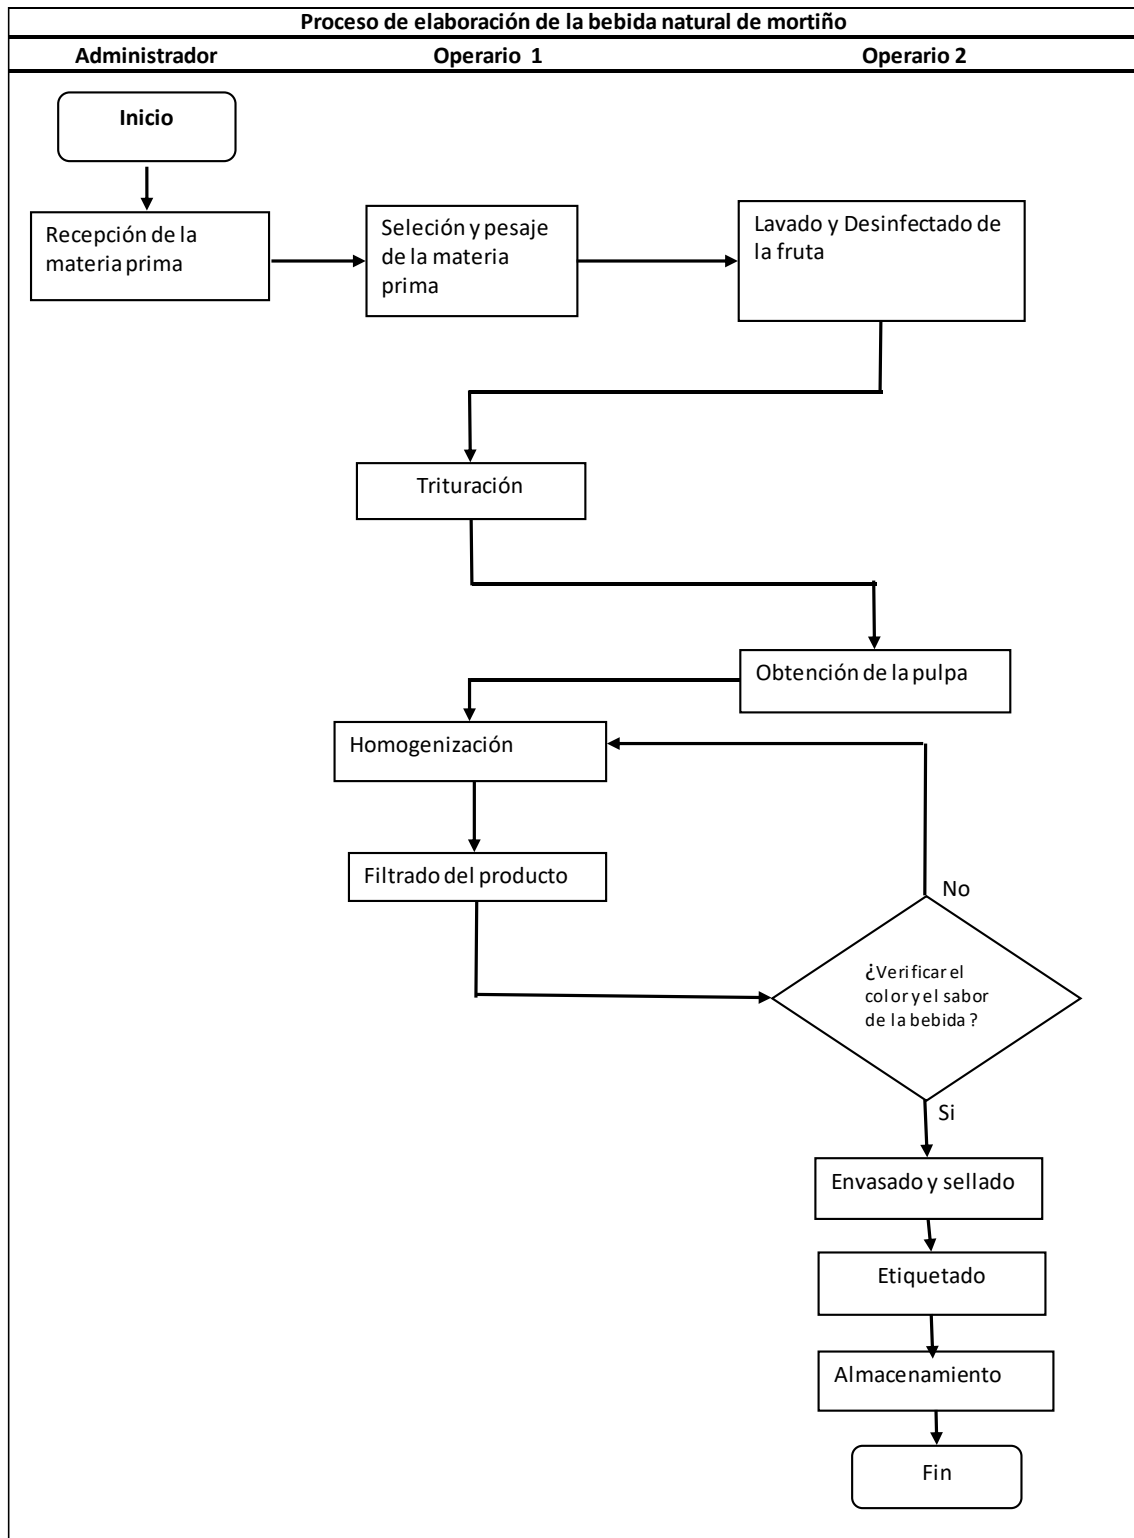 Proceso de elaboración de la bebida natural de mortiño
Administrador
Operario 1
Operario 2
Inicio
Recepción de la
materia prima
Seleción y pesaje
de la materia
prima
Lavado y Desinfectado de
la fruta
Trituración
Obtención de la pulpa
Homogenización
Filtrado del producto
No
¿Verificar el
color y el sabor
de la bebida ?
Si
Envasado y sellado
Etiquetado
Almacenamiento
Fin